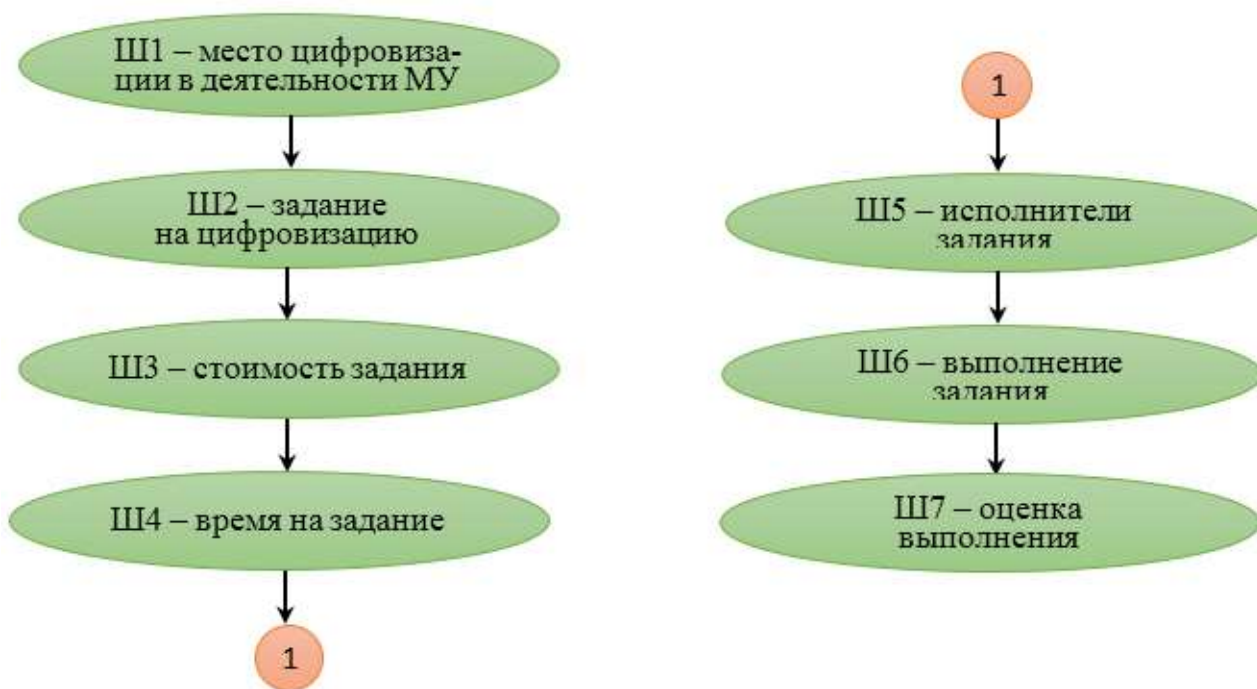 Ш1 – место цифровиза-
ции в деятельности МУ
Ш2 – задание
на цифровизацию
Ш3 – стоимость задания
Ш4 – время на задание
1
1
Ш5 – исполнители
задания
Ш6 – выполнение
задания
Ш7 – оценка
выполнения